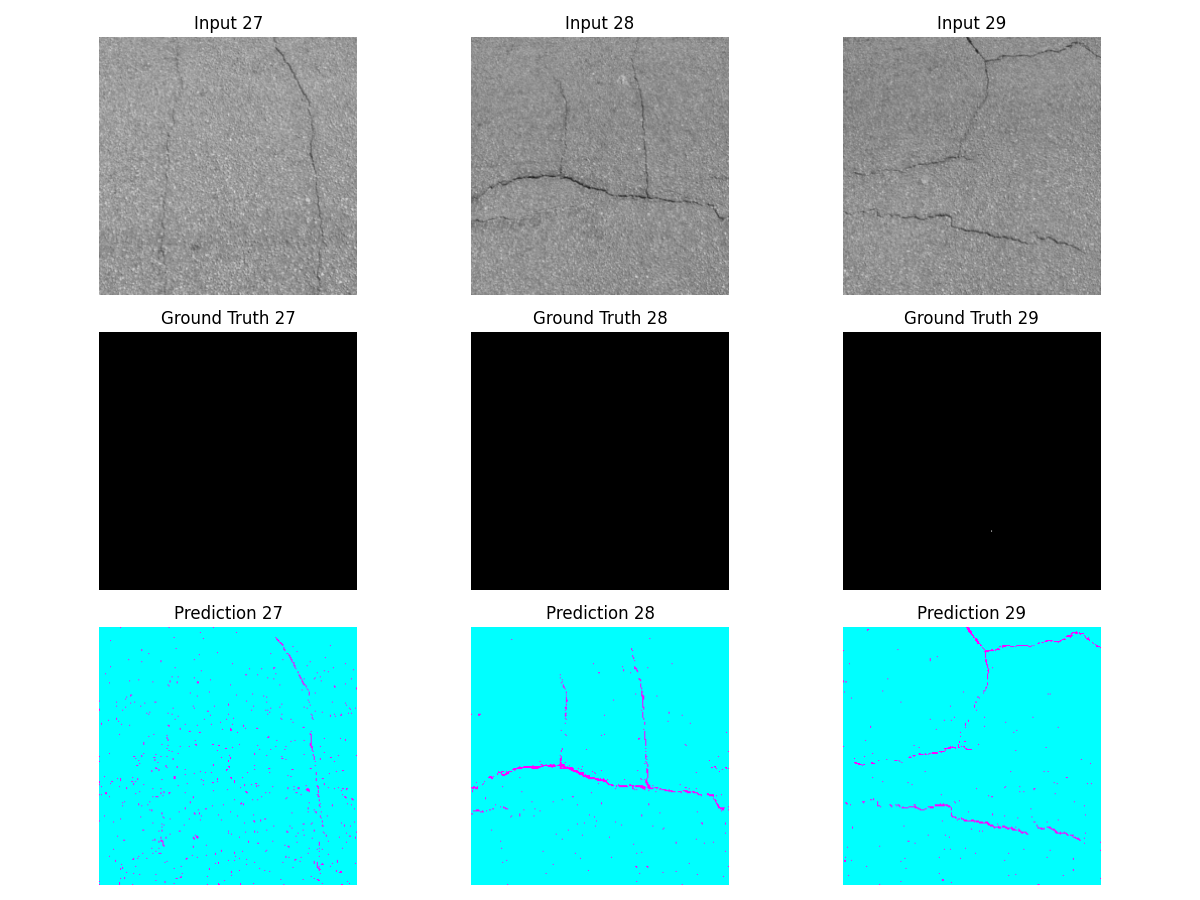 Input 27
Input 28
Input 29
Ground Truth 27
Ground Truth 28
Ground Truth 29
Prediction 27
Prediction 28
Prediction 29